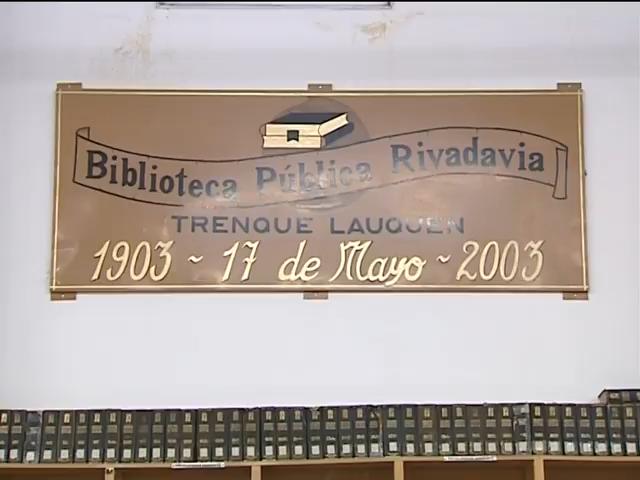 Biblioteca Pública Rivadavia
TRENQUE LAUQUEN
1903 ~ 17 de Mayo ~ 2003